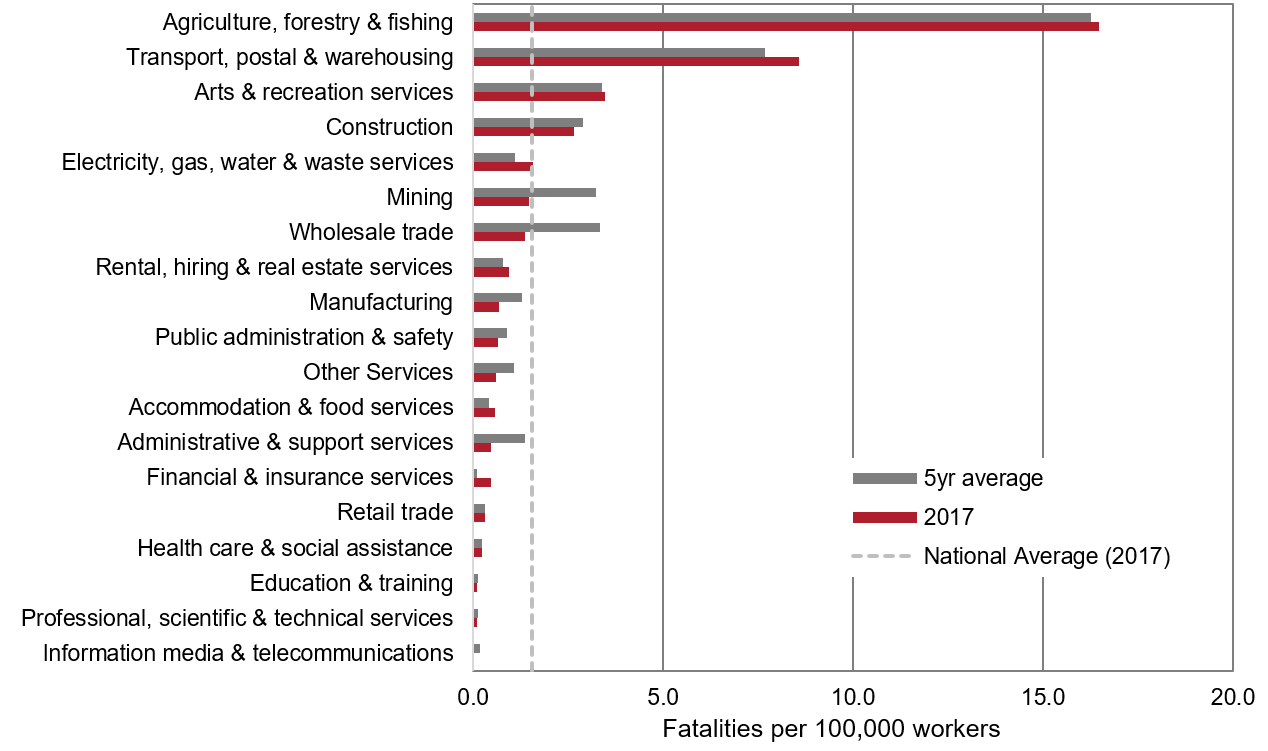 Agriculture, forestry & fishing
Transport, postal & warehousing
Arts & recreation services
Construction
Electricity, gas, water & waste services
Mining
Wholesale trade
Rental, hiring & real estate services
Manufacturing
Public administration & safety
Other Services
Accommodation & food services
Administrative & support services
Financial & insurance services
Retail trade
Health care & social assistance
Education & training
Professional, scientific & technical services
Information media & telecommunications
5yr average
2017
National Average (2017)
0.0 5.0 10.0 15.0 20.0
Fatalities per 100,000 workers